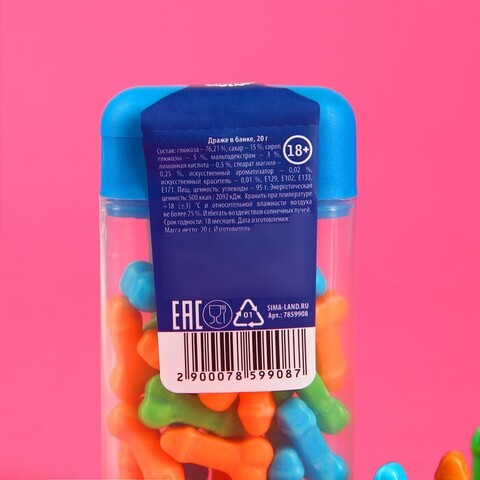 Драже в банке, 20 г
Состав: глюкоза – 76,21 %, сахар – 15 %, сироп
глюкозы – 5 %, мальтодекстрин – 3 %,
лимонная кислота – 0,5 %, стеарат магния –
0,25 %, искусственный ароматизатор – 0,02 %,
искусственный краситель – 0,01 %, E129, E102, E133,
E171. Пищ. ценность: углеводы – 95 г. Энергетическая
ценность: 500 ккал / 2092 кДж. Хранить при температуре
+18 (±3) °С и относительной влажности воздуха
не более 75 %. Избегать воздействия солнечных лучей.
Срок годности: 18 месяцев. Дата изготовления
Масса нетто: 20 г. Изготовитель:
18+
EAC
01
SIMA-LAND.RU
Арт.: 7859908
2 900078 599087